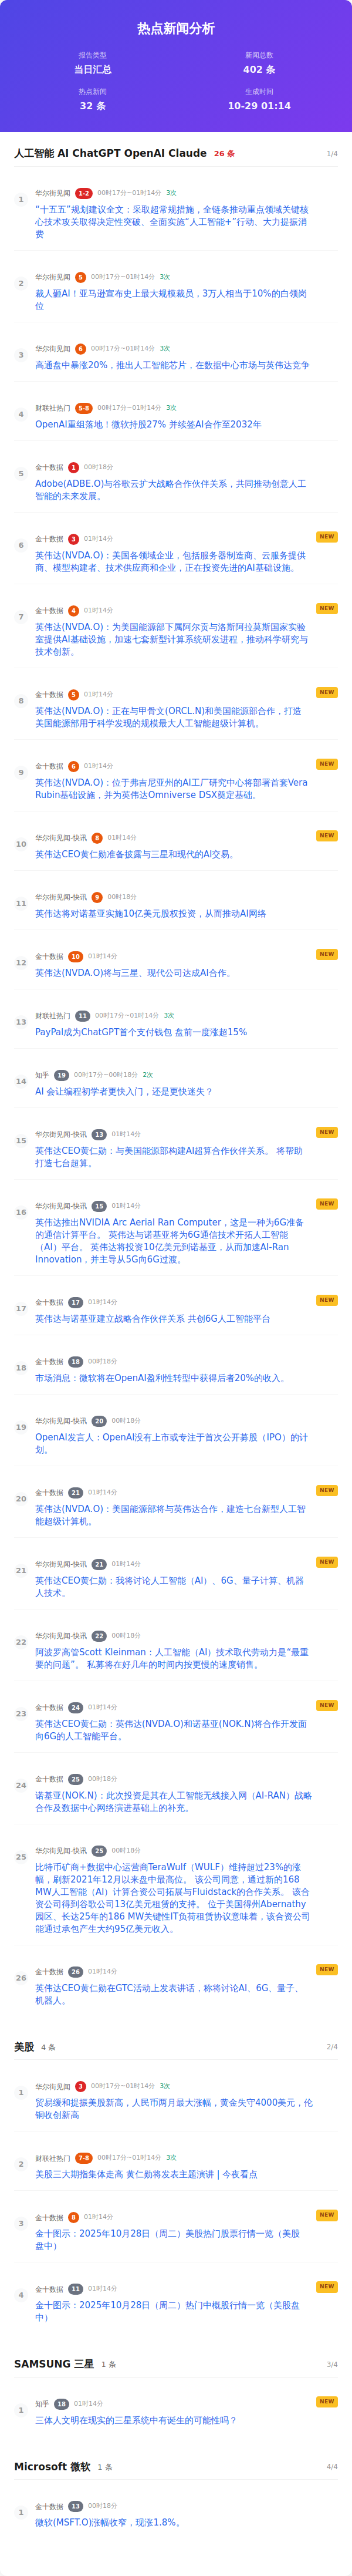 热点新闻分析
报告类型
新闻总数
当日汇总
402 条
热点新闻
生成时间
32 条
10-29 01:14
人工智能 AI ChatGPT OpenAI Claude 26 条 1/4
1 华尔街见闻 1-2 00时17分~01时14分 3次
“十五五”规划建议全文：采取超常规措施，全链条推动重点领域关键核
心技术攻关取得决定性突破、全面实施“人工智能+”行动、大力提振消
费
2 华尔街见闻 5 00时17分~01时14分 3次
裁人砸AI！亚马逊宣布史上最大规模裁员，3万人相当于10%的白领岗
位
3 华尔街见闻 6 00时17分~01时14分 3次
高通盘中暴涨20%，推出人工智能芯片，在数据中心市场与英伟达竞争
4 财联社热门 5-8 00时17分~01时14分 3次
OpenAI重组落地！微软持股27% 并续签AI合作至2032年
5 金十数据 1 00时18分
Adobe(ADBE.O)与谷歌云扩大战略合作伙伴关系，共同推动创意人工
智能的未来发展。
6 金十数据 3 01时14分 NEW
英伟达(NVDA.O)：美国各领域企业，包括服务器制造商、云服务提供
商、模型构建者、技术供应商和企业，正在投资先进的AI基础设施。
7 金十数据 4 01时14分 NEW
英伟达(NVDA.O)：为美国能源部下属阿尔贡与洛斯阿拉莫斯国家实验
室提供AI基础设施，加速七套新型计算系统研发进程，推动科学研究与
技术创新。
8 金十数据 5 01时14分 NEW
英伟达(NVDA.O)：正在与甲骨文(ORCL.N)和美国能源部合作，打造
美国能源部用于科学发现的规模最大人工智能超级计算机。
9 金十数据 6 01时14分 NEW
英伟达(NVDA.O)：位于弗吉尼亚州的AI工厂研究中心将部署首套Vera
Rubin基础设施，并为英伟达Omniverse DSX奠定基础。
10 华尔街见闻-快讯 8 01时14分 NEW
英伟达CEO黄仁勋准备披露与三星和现代的AI交易。
11 华尔街见闻-快讯 9 00时18分
英伟达将对诺基亚实施10亿美元股权投资，从而推动AI网络
12 金十数据 10 01时14分 NEW
英伟达(NVDA.O)将与三星、现代公司达成AI合作。
13 财联社热门 11 00时17分~01时14分 3次
PayPal成为ChatGPT首个支付钱包 盘前一度涨超15%
14 知乎 19 00时17分~00时18分 2次
AI 会让编程初学者更快入门，还是更快迷失？
15 华尔街见闻-快讯 13 01时14分 NEW
英伟达CEO黄仁勋：与美国能源部构建AI超算合作伙伴关系。 将帮助
打造七台超算。
16 华尔街见闻-快讯 15 01时14分 NEW
英伟达推出NVIDIA Arc Aerial Ran Computer，这是一种为6G准备
的通信计算平台。 英伟达与诺基亚将为6G通信技术开拓人工智能
（AI）平台。 英伟达将投资10亿美元到诺基亚，从而加速AI-Ran
Innovation，并主导从5G向6G过渡。
17 金十数据 17 01时14分 NEW
英伟达与诺基亚建立战略合作伙伴关系 共创6G人工智能平台
18 金十数据 18 00时18分
市场消息：微软将在OpenAI盈利性转型中获得后者20%的收入。
19 华尔街见闻-快讯 20 00时18分
OpenAI发言人：OpenAI没有上市或专注于首次公开募股（IPO）的计
划。
20 金十数据 21 01时14分 NEW
英伟达(NVDA.O)：美国能源部将与英伟达合作，建造七台新型人工智
能超级计算机。
21 华尔街见闻-快讯 21 01时14分 NEW
英伟达CEO黄仁勋：我将讨论人工智能（AI）、6G、量子计算、机器
人技术。
22 华尔街见闻-快讯 22 00时18分
阿波罗高管Scott Kleinman：人工智能（AI）技术取代劳动力是“最重
要的问题”。 私募将在好几年的时间内按更慢的速度销售。
23 金十数据 24 01时14分 NEW
英伟达CEO黄仁勋：英伟达(NVDA.O)和诺基亚(NOK.N)将合作开发面
向6G的人工智能平台。
24 金十数据 25 00时18分
诺基亚(NOK.N)：此次投资是其在人工智能无线接入网（AI-RAN）战略
合作及数据中心网络演进基础上的补充。
25 华尔街见闻-快讯 25 00时18分
比特币矿商+数据中心运营商TeraWulf（WULF）维持超过23%的涨
幅，刷新2021年12月以来盘中最高位。 该公司同意，通过新的168
MW人工智能（AI）计算合资公司拓展与Fluidstack的合作关系。 该合
资公司得到谷歌公司13亿美元租赁的支持。 位于美国得州Abernathy
园区、长达25年的186 MW关键性IT负荷租赁协议意味着，该合资公司
能通过承包产生大约95亿美元收入。
26 金十数据 26 01时14分 NEW
英伟达CEO黄仁勋在GTC活动上发表讲话，称将讨论AI、6G、量子、
机器人。
美股 4 条 2/4
1 华尔街见闻 3 00时17分~01时14分 3次
贸易缓和提振美股新高，人民币两月最大涨幅，黄金失守4000美元，伦
铜收创新高
2 财联社热门 7-8 00时17分~01时14分 3次
美股三大期指集体走高 黄仁勋将发表主题演讲 | 今夜看点
3 金十数据 8 01时14分 NEW
金十图示：2025年10月28日（周二）美股热门股票行情一览（美股
盘中）
4 金十数据 11 01时14分 NEW
金十图示：2025年10月28日（周二）热门中概股行情一览（美股盘
中）
SAMSUNG 三星 1 条 3/4
1 知乎 18 01时14分 NEW
三体人文明在现实的三星系统中有诞生的可能性吗？
Microsoft 微软 1 条 4/4
1 金十数据 13 00时18分
微软(MSFT.O)涨幅收窄，现涨1.8%。